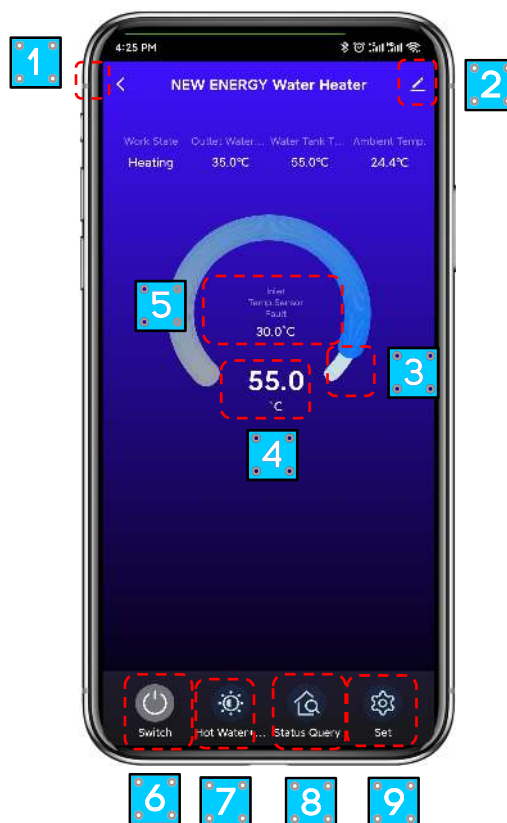 1
4:25 PM
NEW ENERGY Water Heater
2
Work State Outlet Water... Water Tank T... Ambient Temp.
Heating 35.0℃ 55.0℃ 24.4℃
5
Inlet
Temp.Sensor
Fault
30.0°C
3
55.0
°C
4
Switch Hot Water+... Status Query Set
6 7 8 9